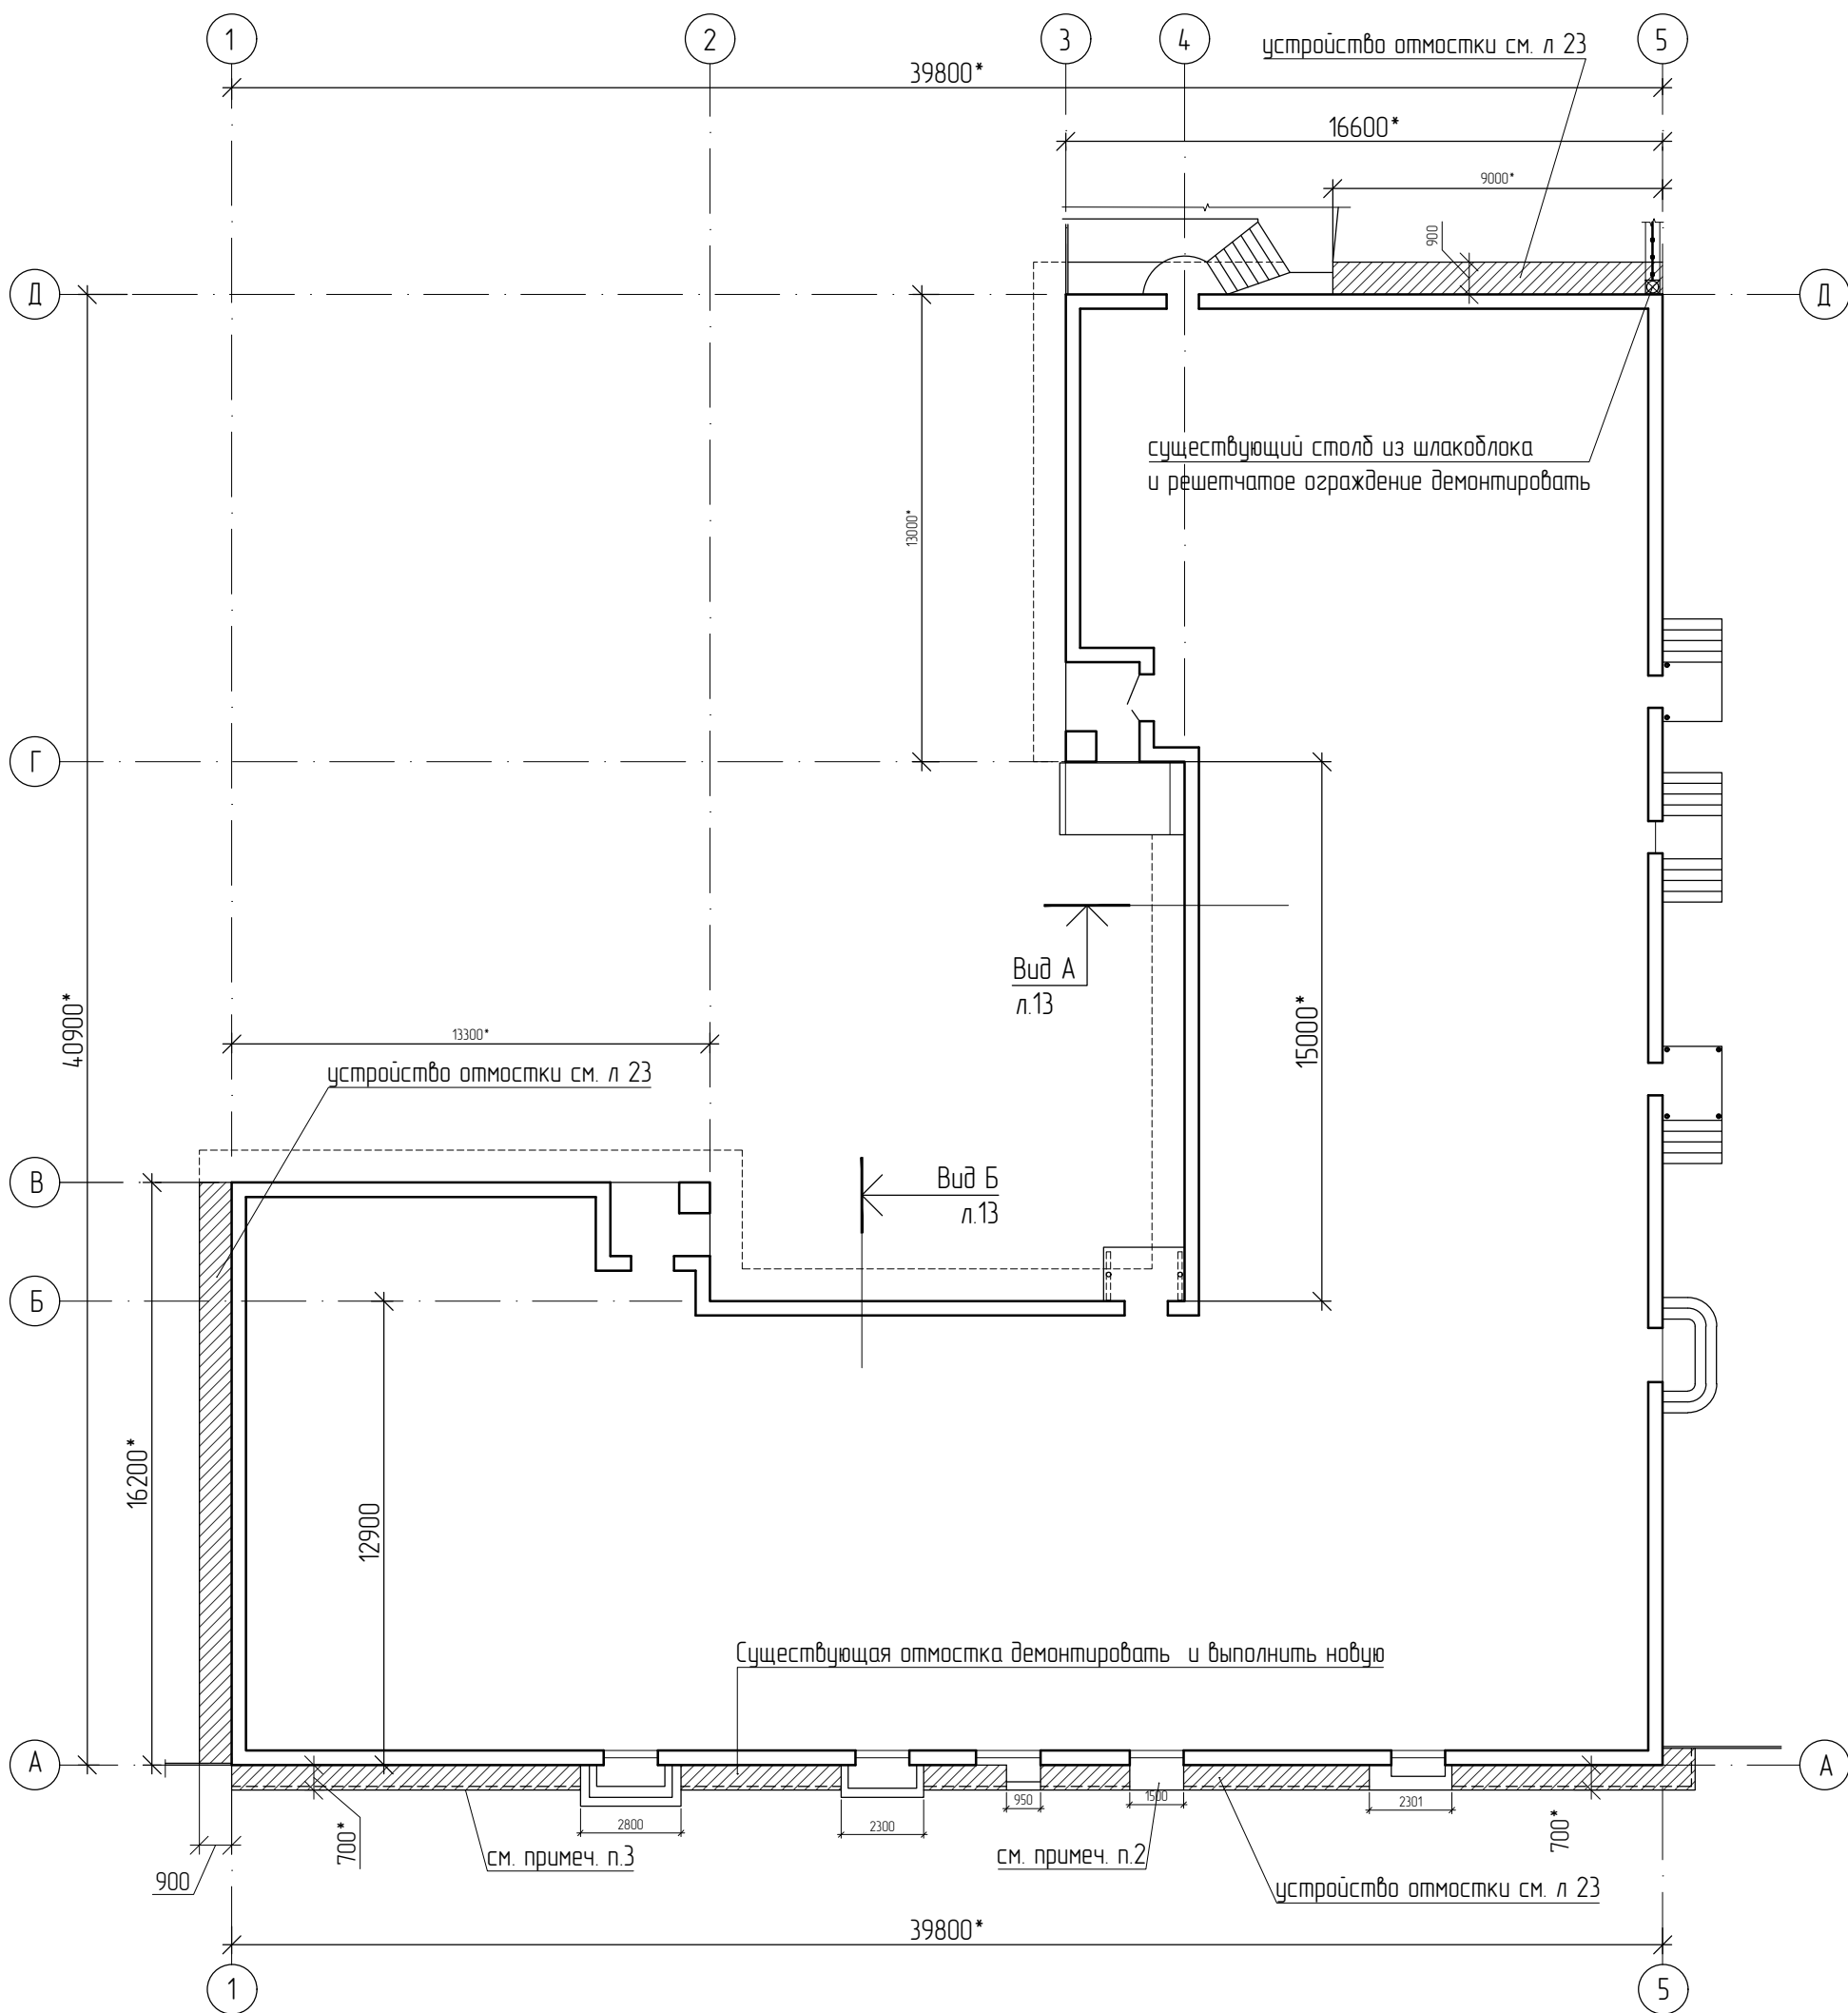 1
2
3
4
5
устройство отмостки см. л 23
39800*
16600*
9000*
900
Д
Д
существующий столб из шлакоблока
и решетчатое ограждение демонтировать
13000*
Г
Вид А
л.13
40900*
15000*
13300*
устройство отмостки см. л 23
В
Вид Б
л.13
Б
16200*
12900
Существующая отмостка демонтировать и выполнить новую
А
А
950
1500
2301
2800
2300
700*
700*
см. примеч. п.3
см. примеч. п.2
900
устройство отмостки см. л 23
39800*
1
5